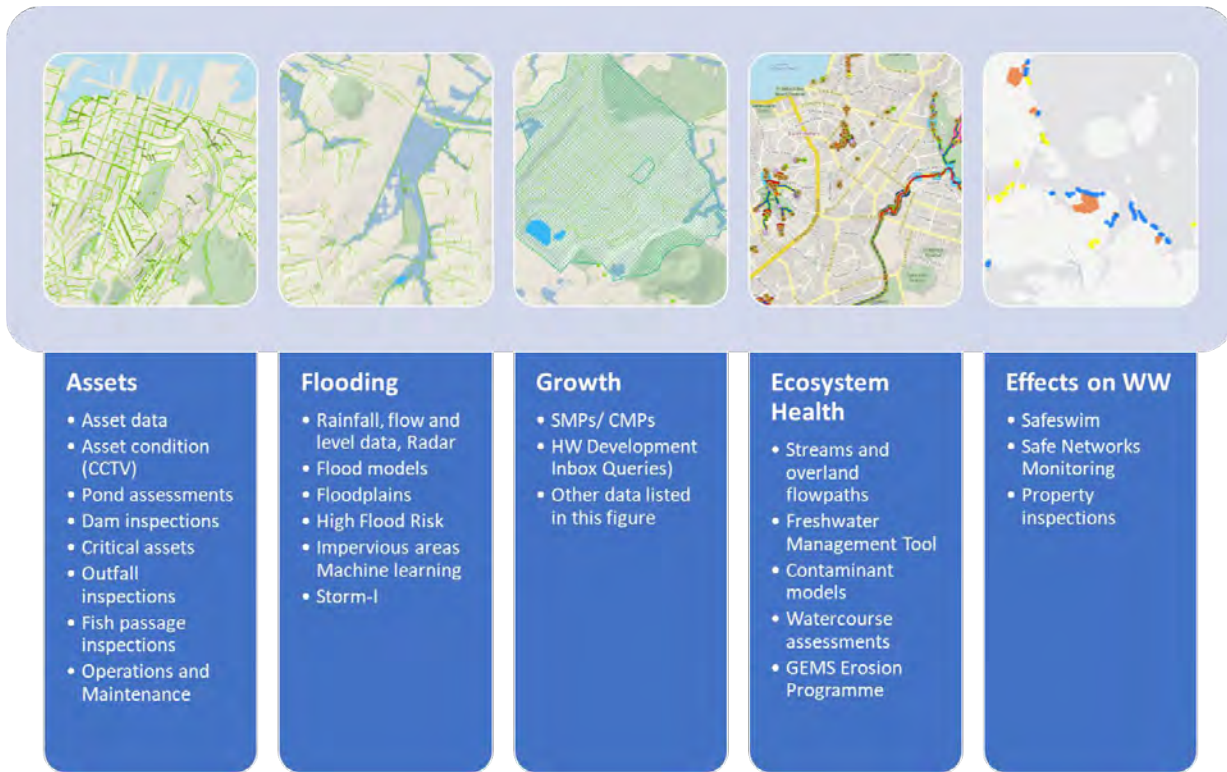 Assets
• Asset data
• Asset condition
(CCTV)
• Pond assessments
• Dam inspections
• Critical assets
• Outfall
inspections
• Fish passage
inspections
• Operations and
Maintenance
Flooding
• Rainfall, flow and
level data, Radar
• Flood models
• Floodplains
• High Flood Risk
• Impervious areas
Machine learning
• Storm-I
Growth
• SMPs/ CMPs
• HW Development
Inbox Queries)
• Other data listed
in this figure
Ecosystem
Health
• Streams and
overland
flowpaths
• Freshwater
Management Tool
• Contaminant
models
• Watercourse
assessments
• GEMS Erosion
Programme
Effects on WW
• Safeswim
• Safe Networks
Monitoring
• Property
inspections